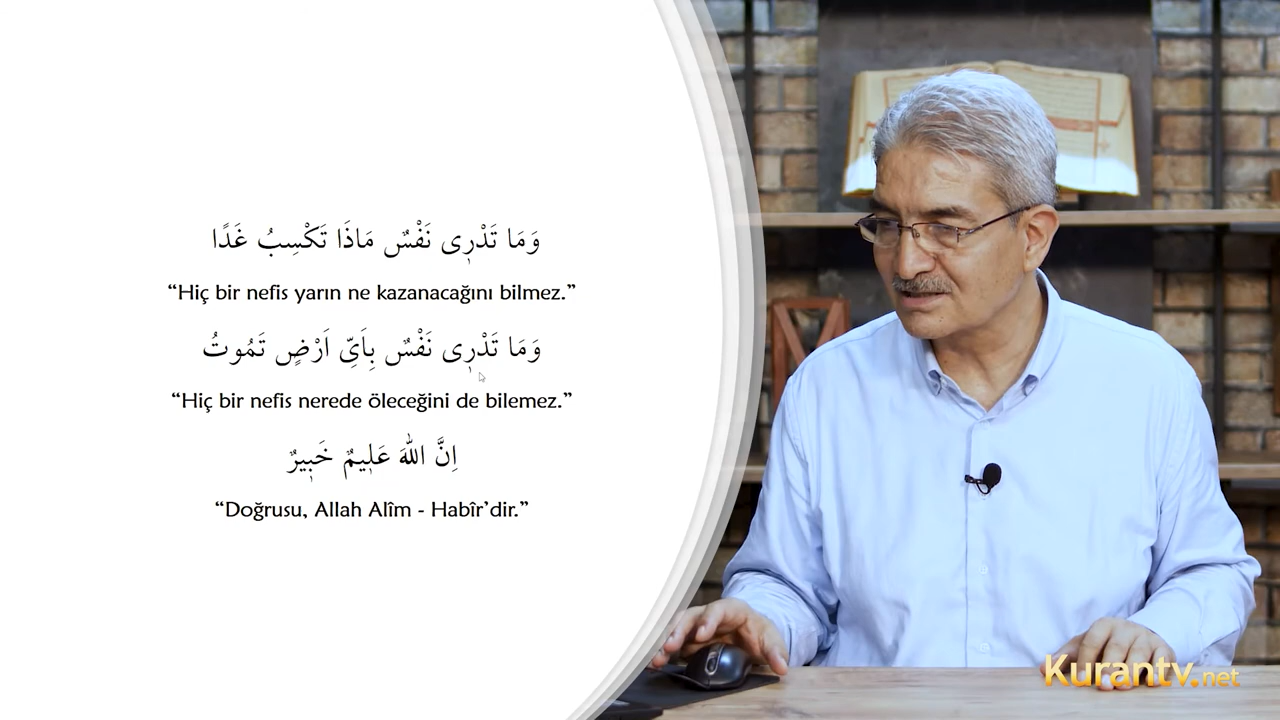 وَمَا تَدْرٖى نَفْسٌ مَاذَا تَكْسِبُ غَدًا
“Hiç bir nefis yarın ne kazanacağını bilmez.”
وَمَا تَدْرٖى نَفْسٌ بِاَىِّ اَرْضٍ تَمُوتُ
“Hiç bir nefis nerede öleceğini de bilemez.”
اِنَّ اللّٰهَ عَلٖيمٌ خَبٖيرٌ
“Doğrusu, Allah Alîm - Habîr’dir.”
Kurantv.net